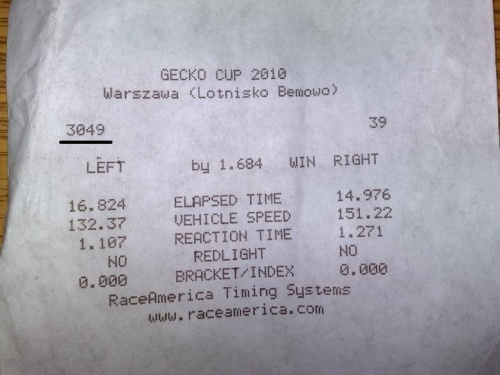 GECKO CUP 2010
Warszawa (Lotnisko Bemowo)
3049 39
LEFT by 1.684 WIN RIGHT
16.824 ELAPSED TIME 14.976
132.37 VEHICLE SPEED 151.22
1.107 REACTION TIME 1.271
NO REDLIGHT NO
0.000 BRACKET/INDEX 0.000
RaceAmerica Timing Systems
www.raceamerica.com